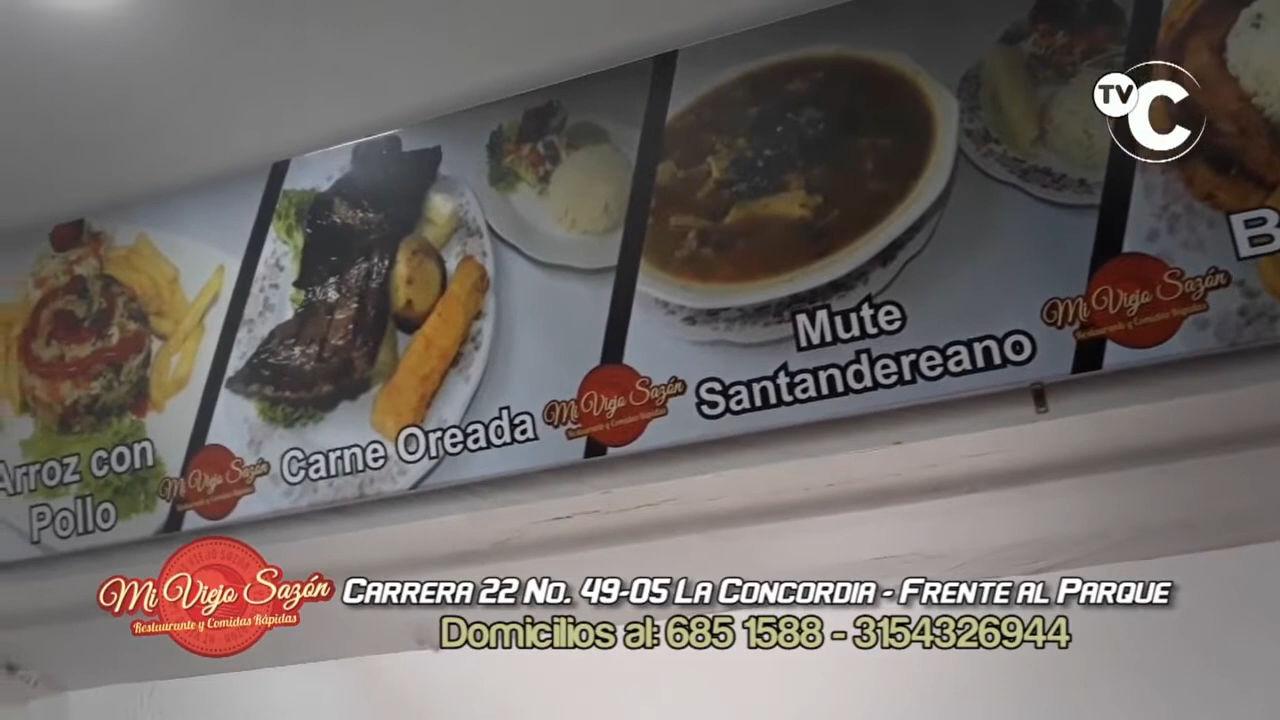 TV C
Arroz con
Pollo
Mi Viejo Sazón
Carne Oreada
Mi Viejo Sazón
Restaurante y Comidas Rápidas
Mute
Santandereano
Mi Viejo Sazón
Restaurante y Comidas Rápidas
B
Mi Viejo Sazón
Restaurante y Comidas Rápidas
CARRERA 22 NO. 49-05 LA CONCORDIA - FRENTE AL PARQUE
Domicilios al: 685 1588 - 3154326944